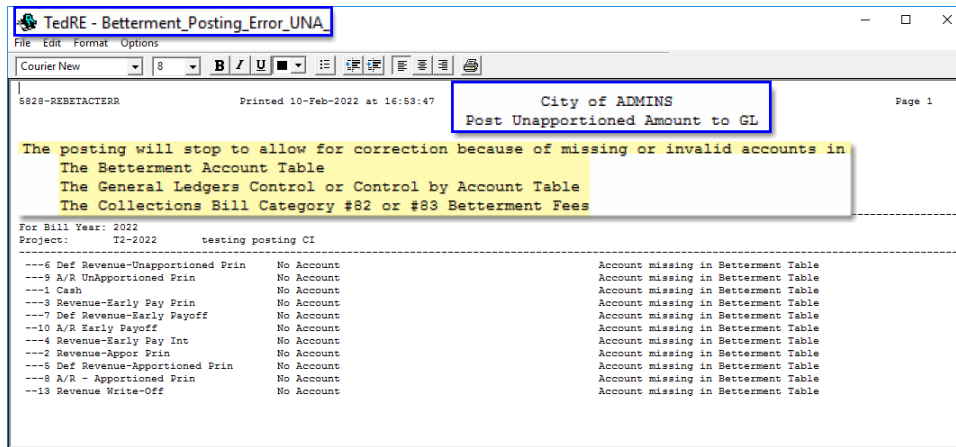 TedRE - Betterment_Posting_Error_UNA_
File Edit Format Options
Courier New 8 B I U
5828-REBETACTERR Printed 10-Feb-2022 at 16:53:47 City of ADMINS Page 1
Post Unapportioned Amount to GL
The posting will stop to allow for correction because of missing or invalid accounts in
The Betterment Account Table
The General Ledgers Control or Control by Account Table
The Collections Bill Category #82 or #83 Betterment Fees
For Bill Year: 2022
Project: T2-2022 testing posting CI
---6 Def Revenue-Unapportioned Prin No Account Account missing in Betterment Table
---9 A/R UnApportioned Prin No Account Account missing in Betterment Table
---1 Cash No Account Account missing in Betterment Table
---3 Revenue-Early Pay Prin No Account Account missing in Betterment Table
---7 Def Revenue-Early Payoff No Account Account missing in Betterment Table
--10 A/R Early Payoff No Account Account missing in Betterment Table
---4 Revenue-Early Pay Int No Account Account missing in Betterment Table
---2 Revenue-Appor Prin No Account Account missing in Betterment Table
---5 Def Revenue-Apportioned Prin No Account Account missing in Betterment Table
---8 A/R - Apportioned Prin No Account Account missing in Betterment Table
--13 Revenue Write-Off No Account Account missing in Betterment Table